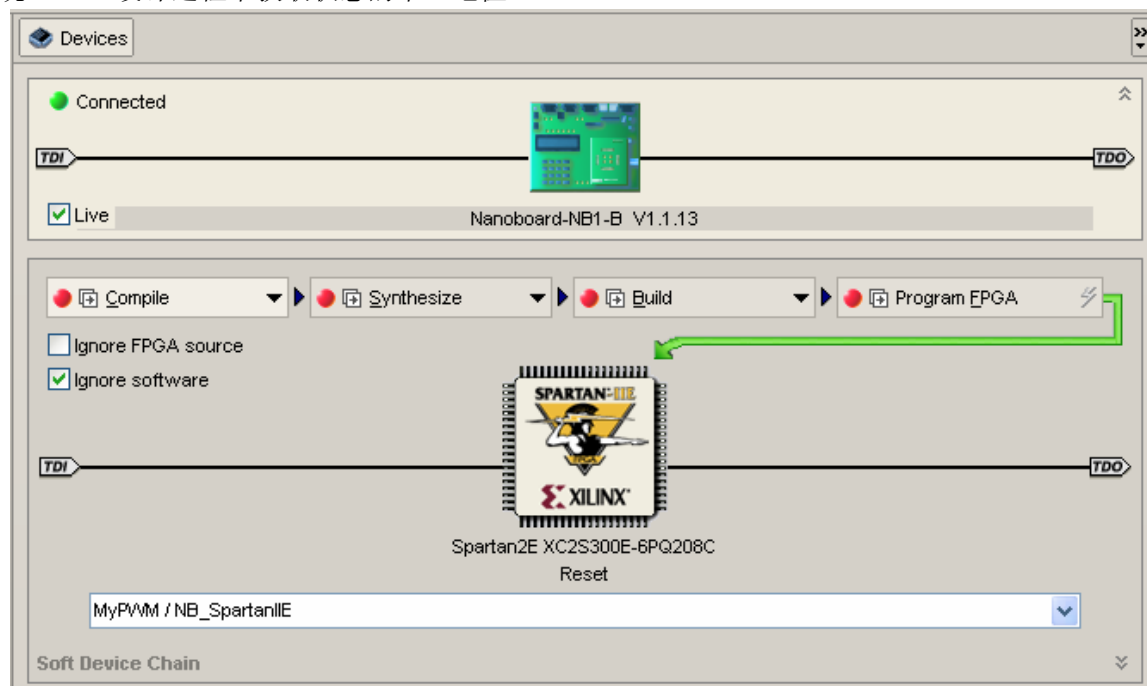 Devices
Connected
TDI
TDO
Live
Nanoboard-NB1-B V1.1.13
Compile
Synthesize
Build
Program FPGA
Ignore FPGA source
Ignore software
SPARTAN-IIE
FPGA
XILINX
TDI
TDO
Spartan2E XC2S300E-6PQ208C
Reset
MyPWM / NB_SpartanIIE
Soft Device Chain